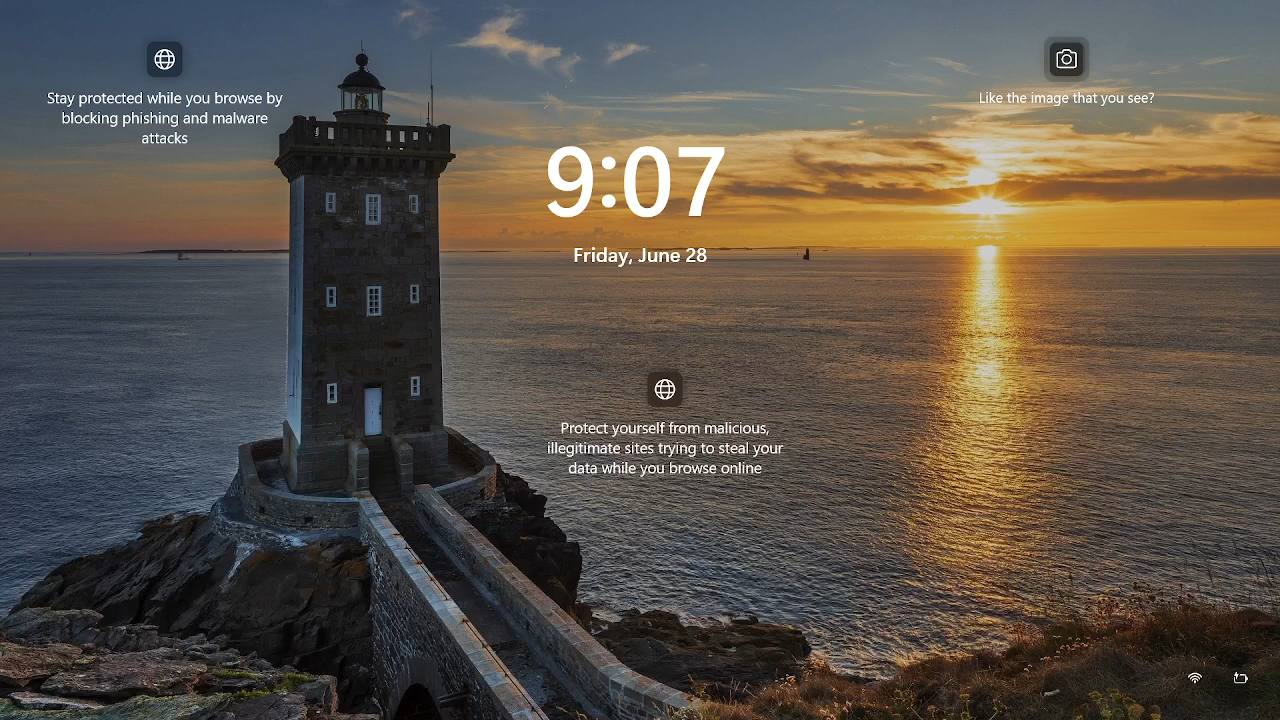 Stay protected while you browse by
blocking phishing and malware
attacks
Like the image that you see?
9:07
Friday, June 28
Protect yourself from malicious,
illegitimate sites trying to steal your
data while you browse online